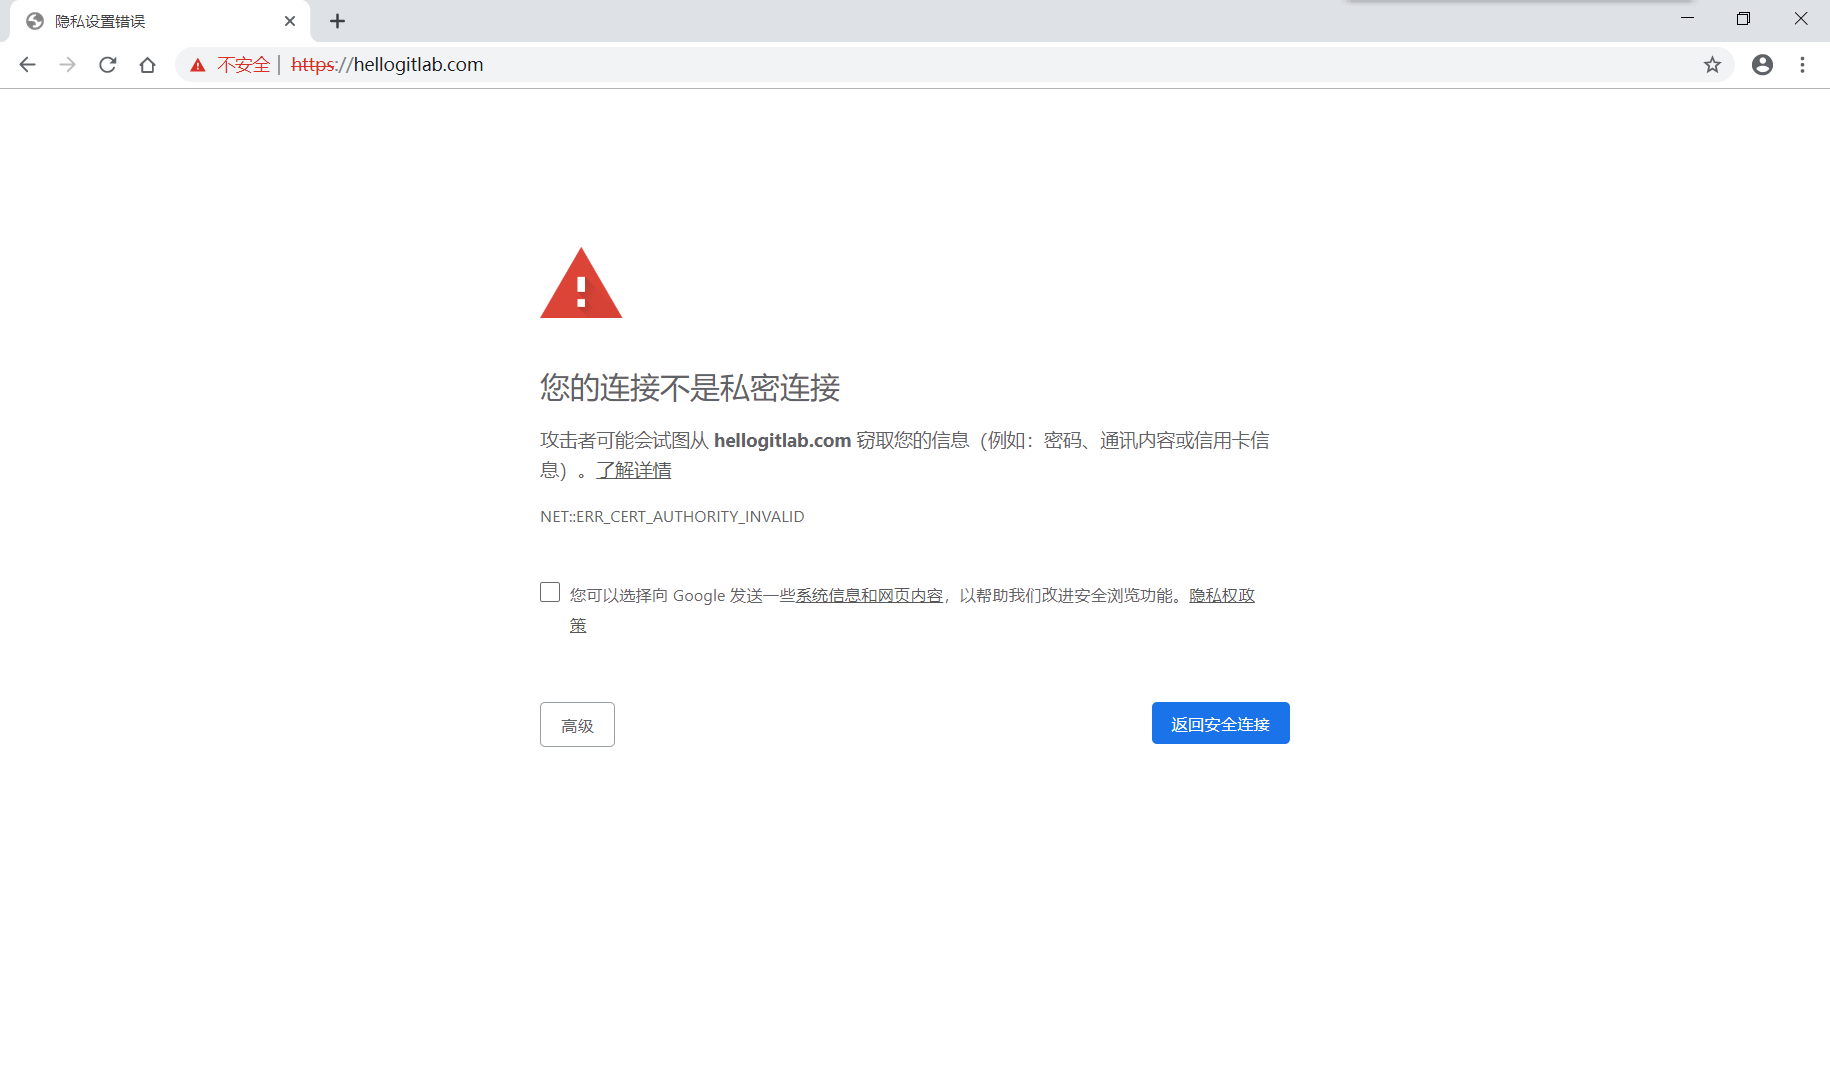 隐私设置错误
不安全 | https://hellogitlab.com
您的连接不是私密连接
攻击者可能会试图从 hellogitlab.com 窃取您的信息（例如：密码、通讯内容或信用卡信
息）。了解详情
NET::ERR_CERT_AUTHORITY_INVALID
您可以选择向 Google 发送一些系统信息和网页内容，以帮助我们改进安全浏览功能。隐私权政
策
高级
返回安全连接